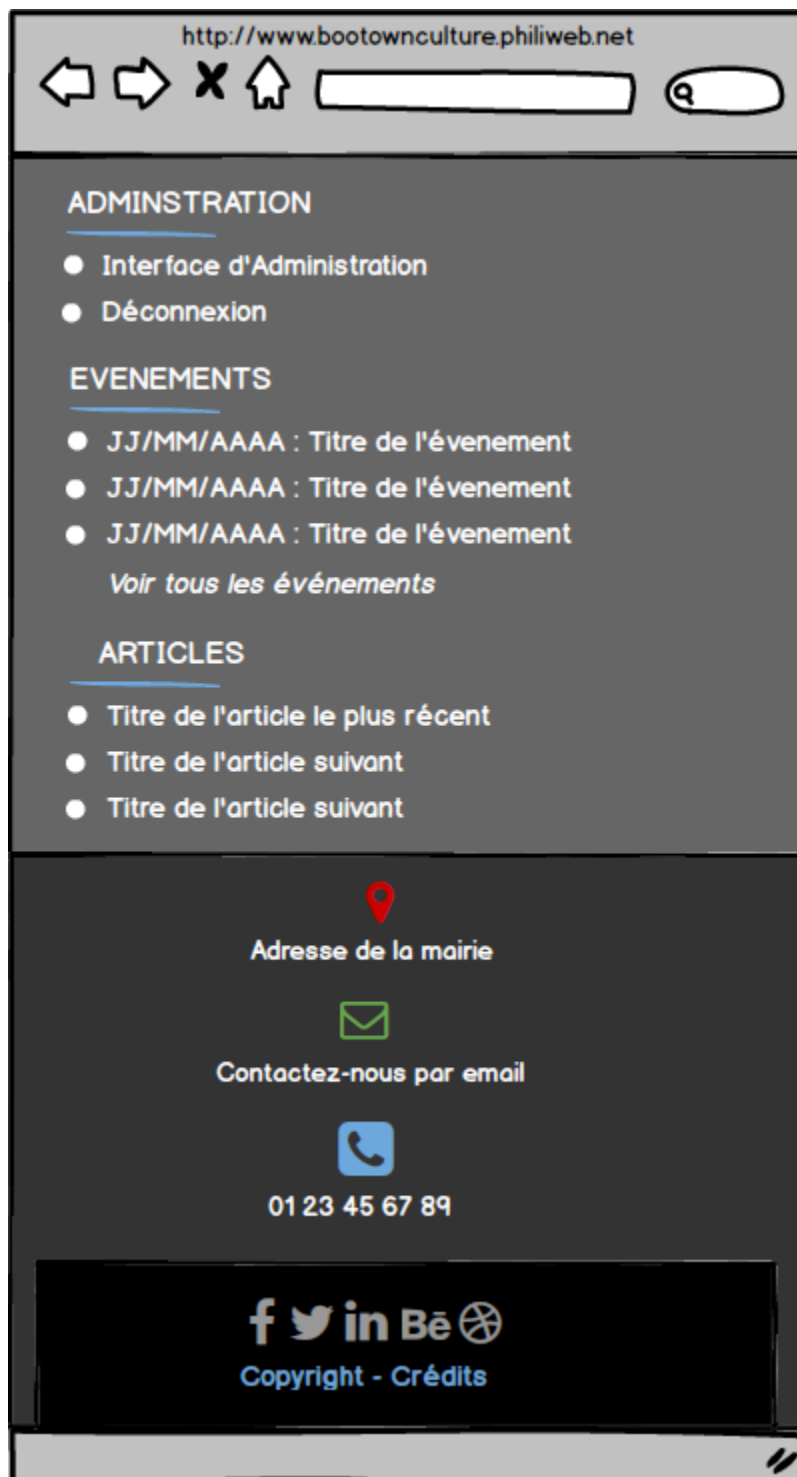 http://www.bootownculture.philiweb.net
ADMINSTRATION
Interface d'Administration
Déconnexion
EVENEMENTS
JJ/MM/AAAA : Titre de l'évenement
JJ/MM/AAAA : Titre de l'évenement
JJ/MM/AAAA : Titre de l'évenement
Voir tous les événements
ARTICLES
Titre de l'article le plus récent
Titre de l'article suivant
Titre de l'article suivant
Adresse de la mairie
Contactez-nous par email
01 23 45 67 89
f in Bē
Copyright - Crédits